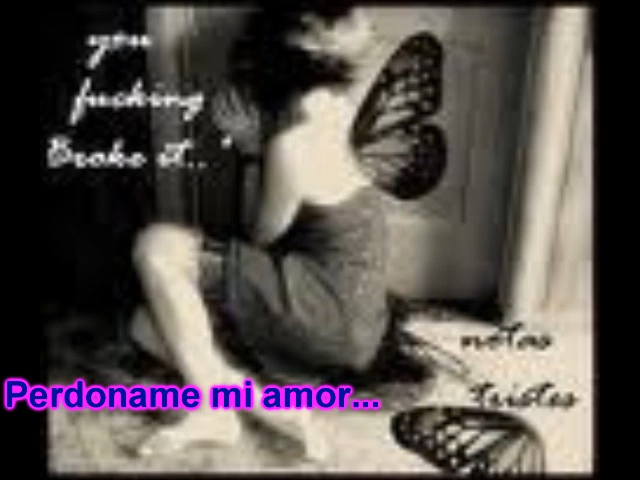 you
fucking
Broke it.."
notas
tristes
Perdoname mi amor...